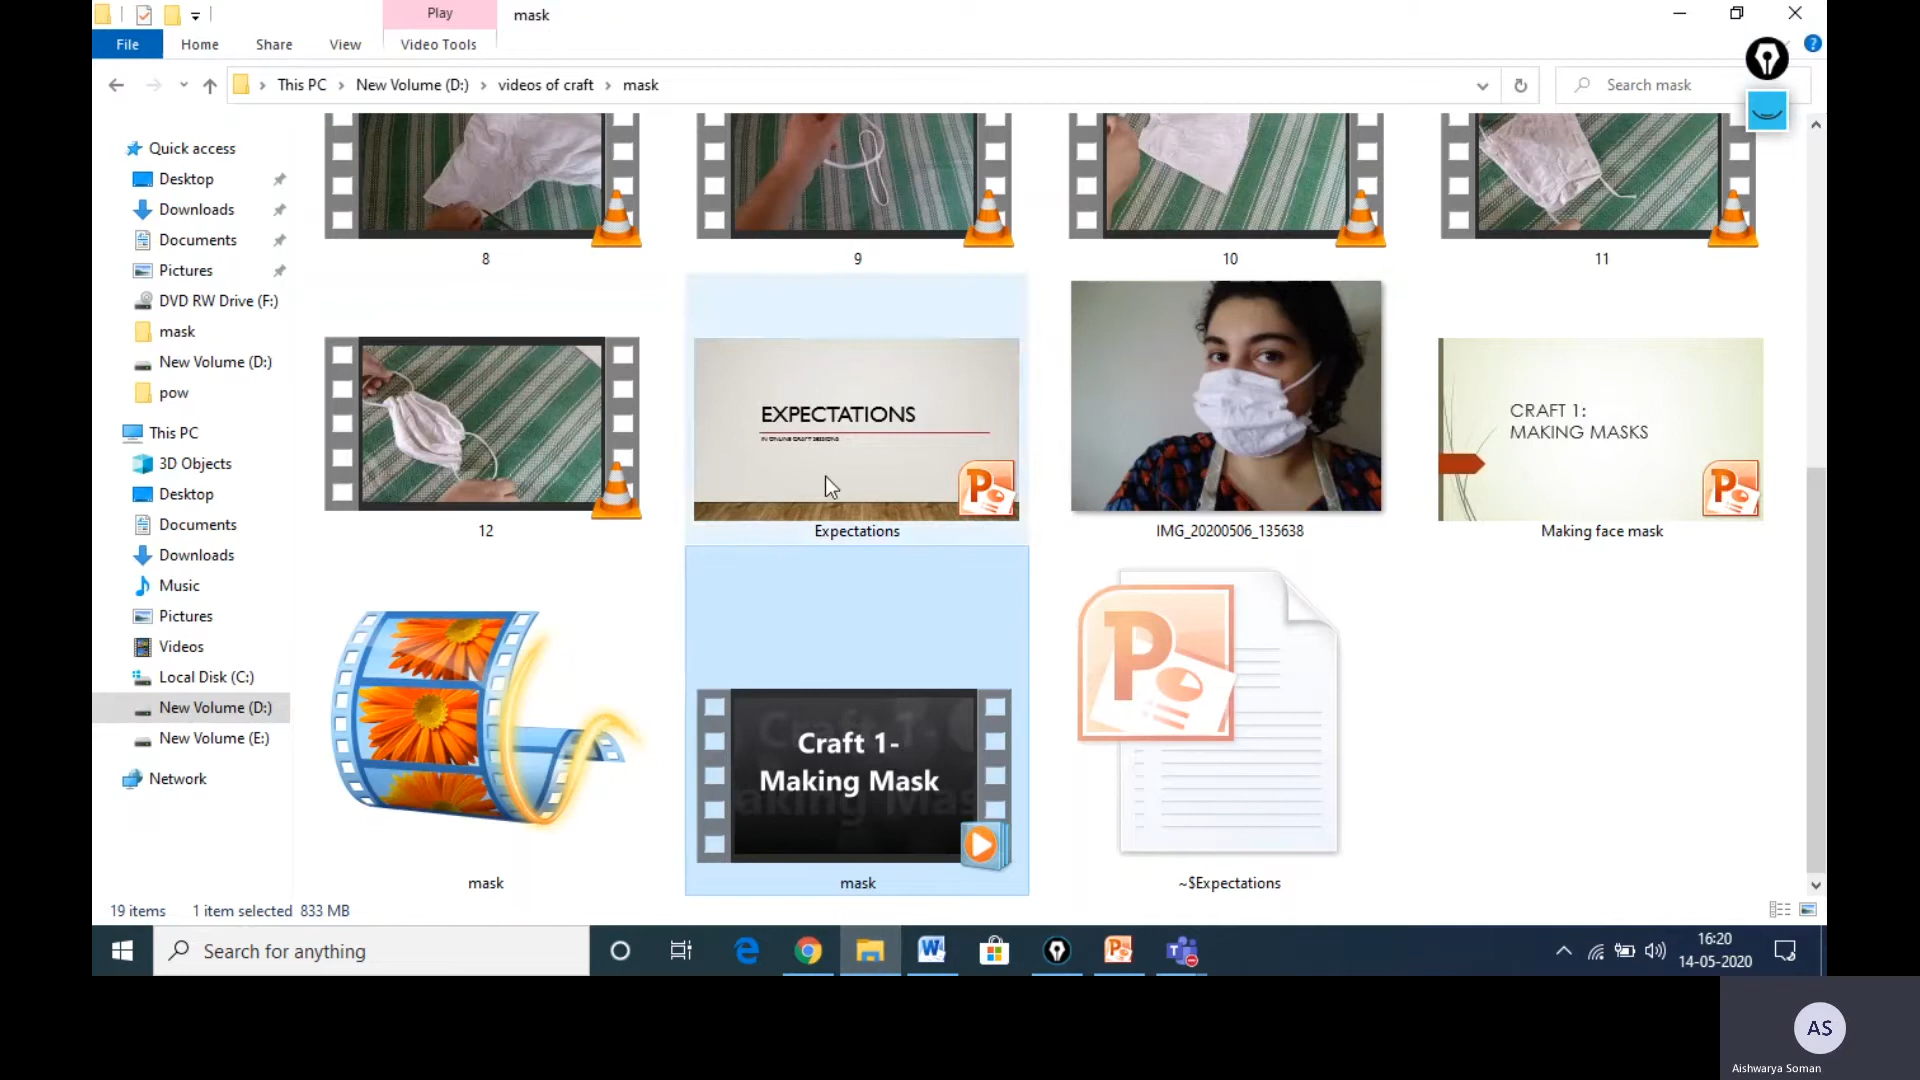 Play
mask
File
Home
Share
View
Video Tools
This PC
New Volume (D:)
videos of craft
mask
Search mask
Quick access
Desktop
Downloads
Documents
Pictures
DVD RW Drive (F:)
mask
New Volume (D:)
pow
This PC
3D Objects
Desktop
Documents
Downloads
Music
Pictures
Videos
Local Disk (C:)
New Volume (D:)
New Volume (E:)
Network
8
9
10
11
EXPECTATIONS
IN ONLINE CRAFT SESSIONS
CRAFT 1:
MAKING MASKS
12
Expectations
IMG_20200506_135638
Making face mask
Craft 1-
Making Mask
mask
mask
~$Expectations
19 items
1 item selected 833 MB
Search for anything
16:20
14-05-2020
AS
Aishwarya Soman